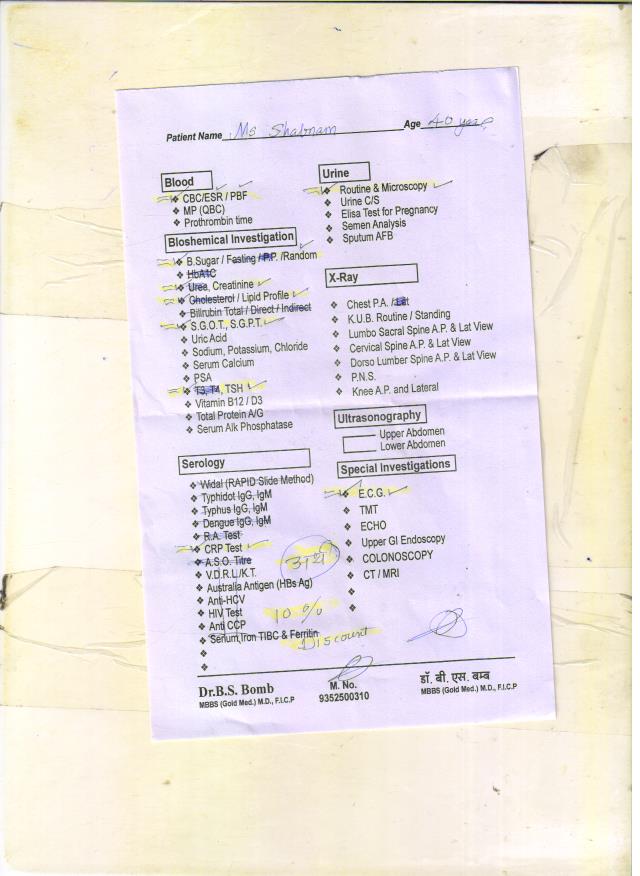 Patient Name Ms Shabnam Age 40 years
Blood
❖ CBC/ESR / PBF
❖ MP (QBC)
❖ Prothrombin time
Bloshemical Investigation
❖ B.Sugar / Fasting / P.P. /Random
❖ HbA1C
❖ Urea, Creatinine
❖ Cholesterol / Lipid Profile
❖ Billrubin Total / Direct / Indirect
❖ S.G.O.T., S.G.P.T.
❖ Uric Acid
❖ Sodium, Potassium, Chloride
❖ Serum Calcium
❖ PSA
❖ T3, T4, TSH
❖ Vitamin B12 / D3
❖ Total Protein A/G
❖ Serum Alk Phosphatase
Serology
❖ Widal (RAPID Slide Method)
❖ Typhidot IgG, IgM
❖ Typhus IgG, IgM
❖ Dengue IgG, IgM
❖ R.A. Test
❖ CRP Test
❖ A.S.O. Titre
❖ V.D.R.L/K.T.
❖ Australia Antigen (HBs Ag)
❖ Anti-HCV
❖ HIV Test
❖ Anti CCP
❖ Serum,Iron TIBC & Ferritin
10 %
Discount
Urine
❖ Routine & Microscopy
❖ Urine C/S
❖ Elisa Test for Pregnancy
❖ Semen Analysis
❖ Sputum AFB
X-Ray
❖ Chest P.A. / Lat
❖ K.U.B. Routine / Standing
❖ Lumbo Sacral Spine A.P. & Lat View
❖ Cervical Spine A.P. & Lat View
❖ Dorso Lumber Spine A.P. & Lat View
❖ P.N.S.
❖ Knee A.P. and Lateral
Ultrasonography
Upper Abdomen
Lower Abdomen
Special Investigations
❖ E.C.G.
❖ TMT
❖ ECHO
❖ Upper GI Endoscopy
❖ COLONOSCOPY
❖ CT / MRI
Dr.B.S. Bomb
MBBS (Gold Med.) M.D., F.I.C.P
M. No.
9352500310
डॉ. बी. एस. बम्ब
MBBS (Gold Med.) M.D., F.I.C.P